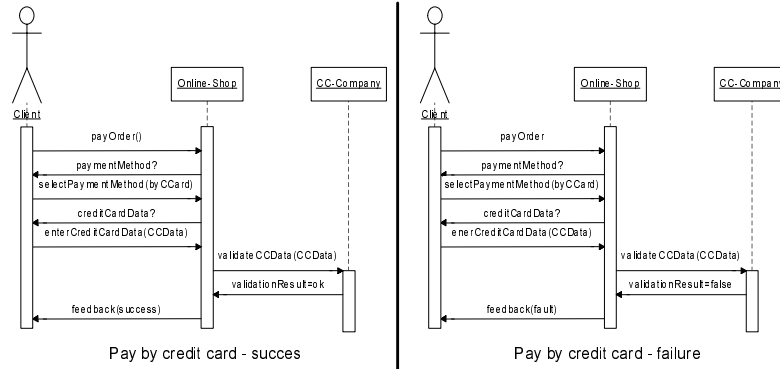 Online-Shop
CC-Company
Client
payOrder()
paymentMethod?
selectPaymentMethod(byCCard)
creditCardData?
enterCreditCardData(CCData)
validateCCData(CCData)
validationResult=ok
feedback(success)
Pay by credit card - succes
Online-Shop
CC-Company
Client
payOrder
paymentMethod?
selectPaymentMethod(byCCard)
creditCardData?
enerCreditCardData(CCData)
validateCCData(CCData)
validationResult=false
feedback(fault)
Pay by credit card - failure